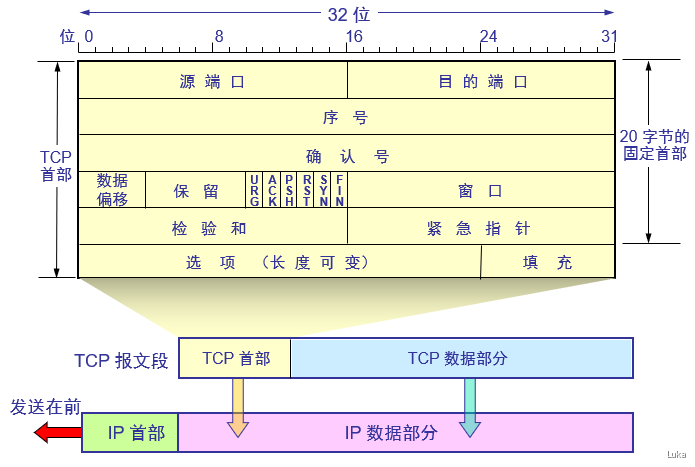 32 位
位 0 8 16 24 31
源 端 口 目 的 端 口
序 号
确 认 号
TCP
首部
20 字节的
固定首部
数据
偏移
保 留
URG
ACK
PSH
RST
SYN
FIN
窗 口
检 验 和 紧 急 指 针
选 项 （长 度 可 变） 填 充
TCP 报文段 TCP 首部 TCP 数据部分
发送在前
IP 首部 IP 数据部分
Luka